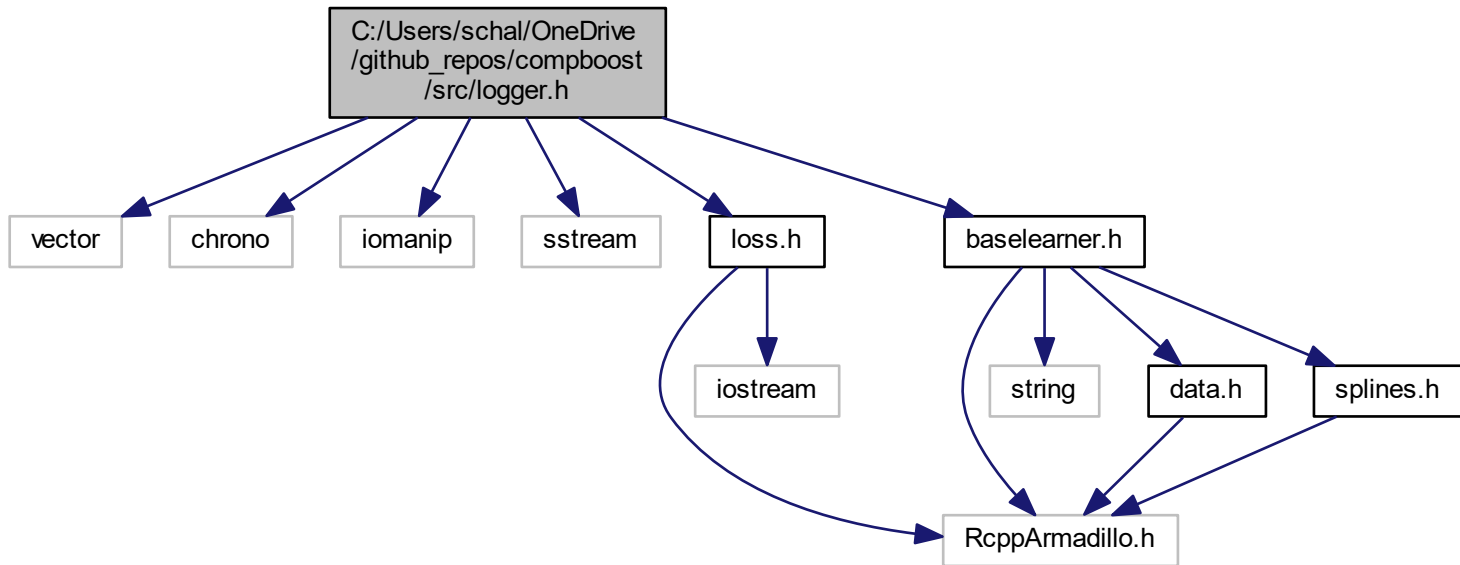 C:/Users/schal/OneDrive
/github_repos/compboost
/src/logger.h
vector
chrono
iomanip
sstream
loss.h
baselearner.h
iostream
string
data.h
splines.h
RcppArmadillo.h